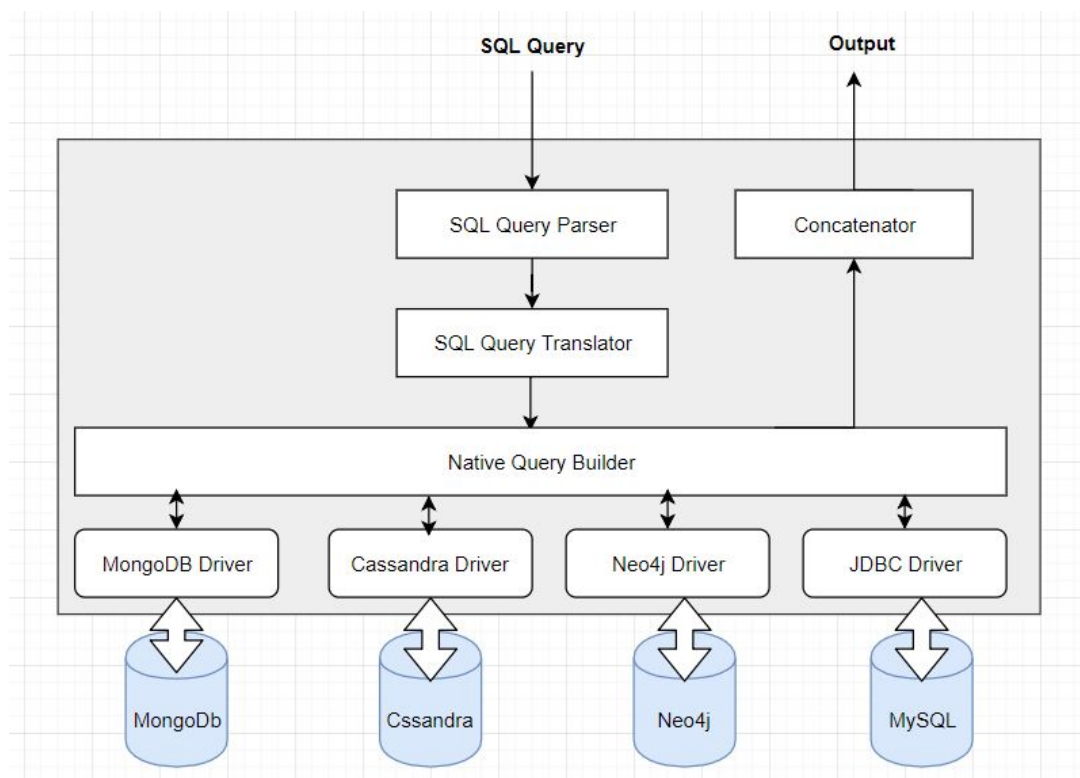 SQL Query
Output
SQL Query Parser
Concatenator
SQL Query Translator
Native Query Builder
MongoDB Driver
Cassandra Driver
Neo4j Driver
JDBC Driver
MongoDb
Cssandra
Neo4j
MySQL